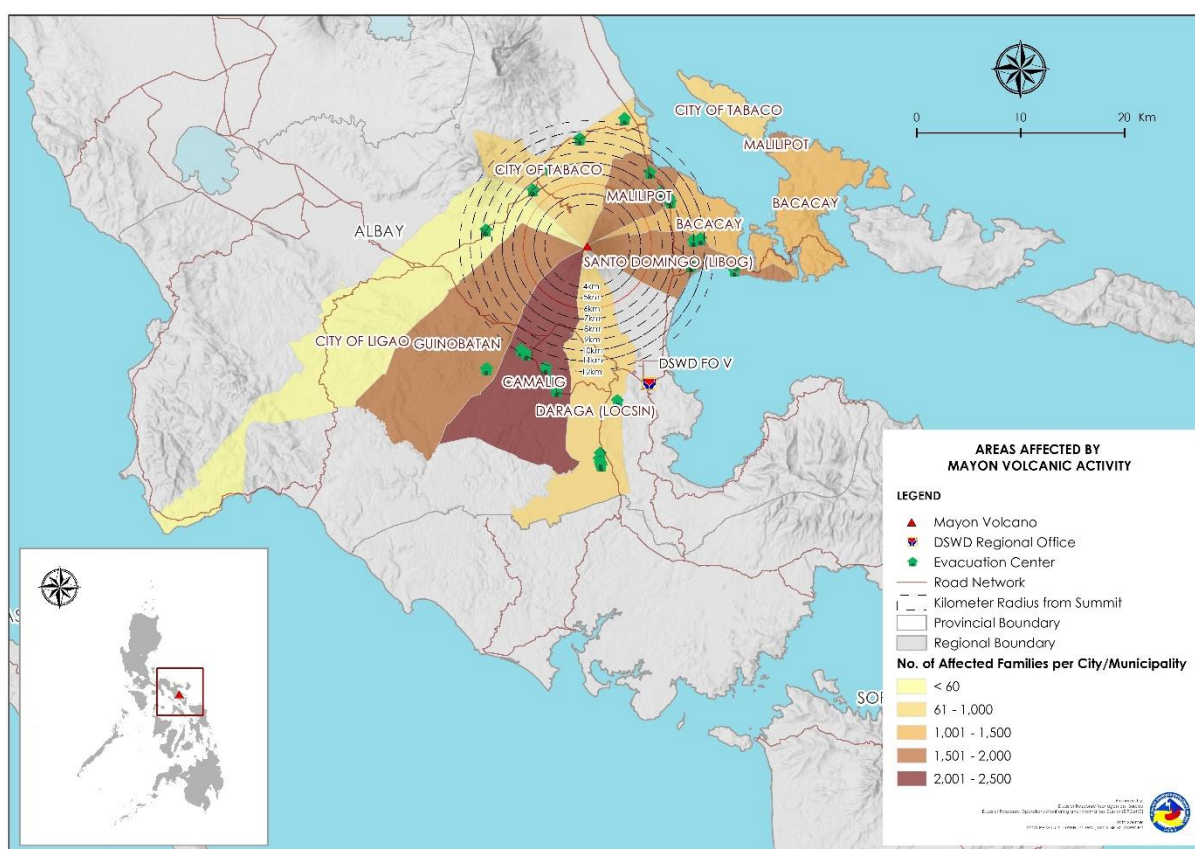 CITY OF TABACO
MALILIPOT
BACACAY
0 10 20 Km
CITY OF TABACO
MALILIPOT
BACACAY
SANTO DOMINGO (LIBOG)
ALBAY
4km
5km
6km
7km
8km
9km
10km
11km
12km
CITY OF LIGAO
GUINOBATAN
CAMALIG
DSWD FO V
DARAGA (LOCSIN)
SOR
AREAS AFFECTED BY
MAYON VOLCANIC ACTIVITY
LEGEND
Mayon Volcano
DSWD Regional Office
Evacuation Center
Road Network
Kilometer Radius from Summit
Provincial Boundary
Regional Boundary
No. of Affected Families per City/Municipality
< 60
61 - 1,000
1,001 - 1,500
1,501 - 2,000
2,001 - 2,500